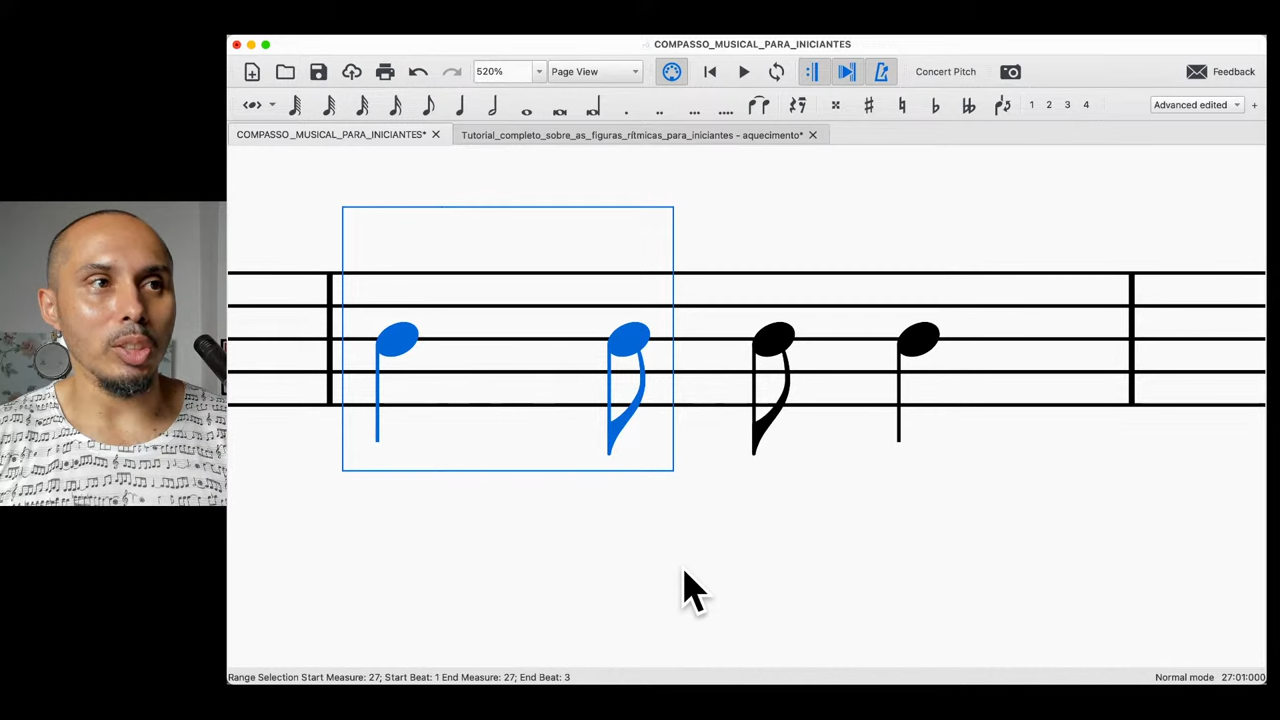 COMPASSO_MUSICAL_PARA_INICIANTES
520%
Page View
Concert Pitch
Feedback
1 2 3 4
Advanced edited
+
COMPASSO_MUSICAL_PARA_INICIANTES*
Tutorial_completo_sobre_as_figuras_rítmicas_para_iniciantes – aquecimento*
Range Selection Start Measure: 27; Start Beat: 1 End Measure: 27; End Beat: 3
Normal mode
27:01:000